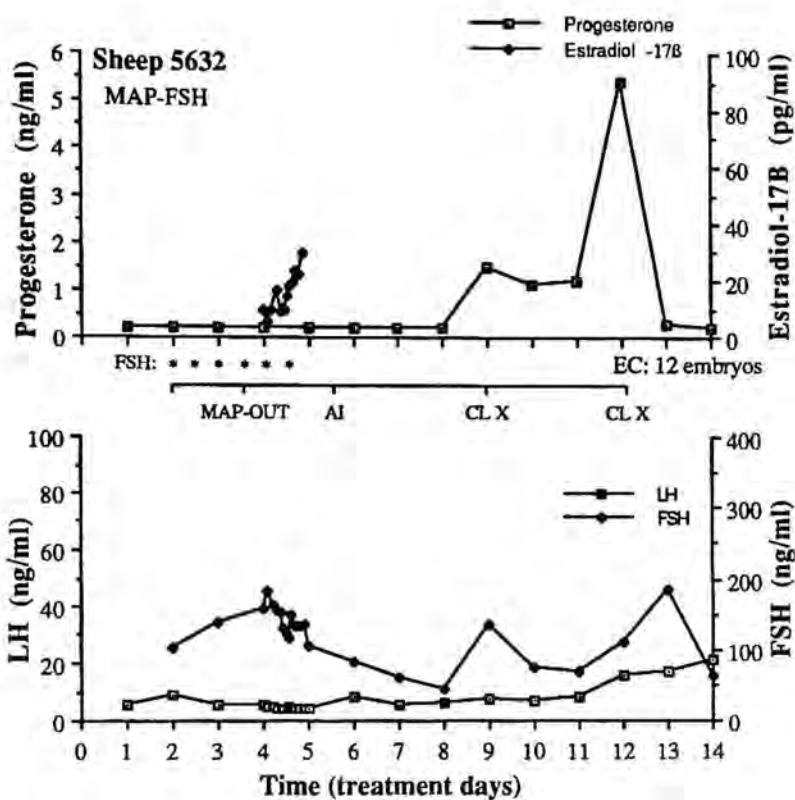 Progesterone
Estradiol -17ß
Sheep 5632
MAP-FSH
Progesterone (ng/ml)
6
5
4
3
2
1
0
Estradiol-17B (pg/ml)
100
80
60
40
20
0
FSH: * * * * * *
EC: 12 embryos
MAP-OUT AI CL X CL X
LH (ng/ml)
100
80
60
40
20
0
LH
FSH
FSH (ng/ml)
400
300
200
100
0
0 1 2 3 4 5 6 7 8 9 10 11 12 13 14
Time (treatment days)